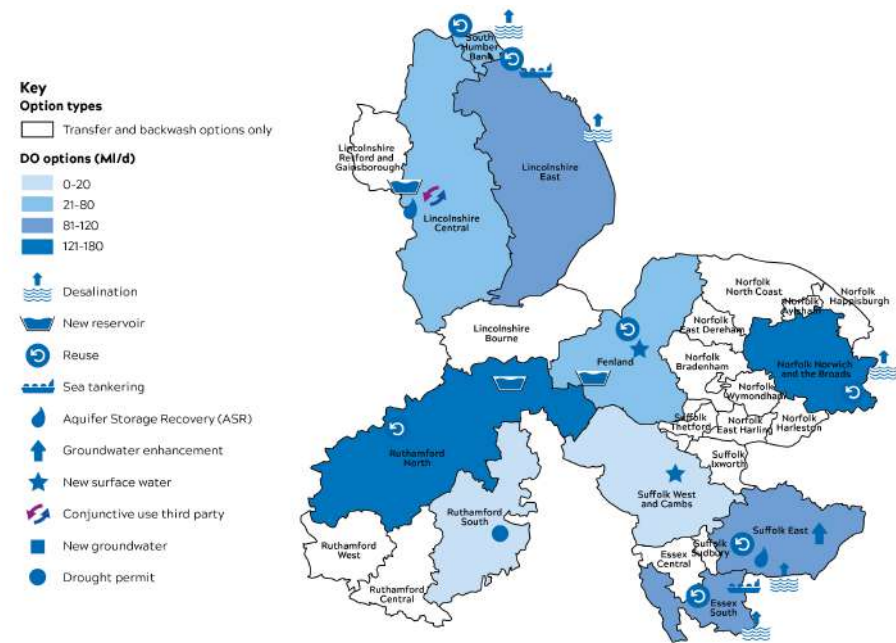 Key
Option types
Transfer and backwash options only
DO options (Ml/d)
0-20
21-80
81-120
121-180
Desalination
New reservoir
Reuse
Sea tankering
Aquifer Storage Recovery (ASR)
Groundwater enhancement
New surface water
Conjunctive use third party
New groundwater
Drought permit
South
Humber
Bank
Lincolnshire
Retford and
Gainsborough
Lincolnshire
Central
Lincolnshire
East
Lincolnshire
Bourne
Fenland
Norfolk
North Coast
Norfolk
Happisburgh
Norfolk
Aylsham
Norfolk
East Dereham
Norfolk
Bradenham
Norfolk Norwich
and the Broads
Norfolk
Wymondham
Suffolk
Thetford
Norfolk
East Harling
Norfolk
Harleston
Suffolk
Ixworth
Ruthamford
North
Ruthamford
South
Ruthamford
West
Ruthamford
Central
Suffolk West
and Cambs
Suffolk East
Suffolk
Sudbury
Essex
Central
Essex
South